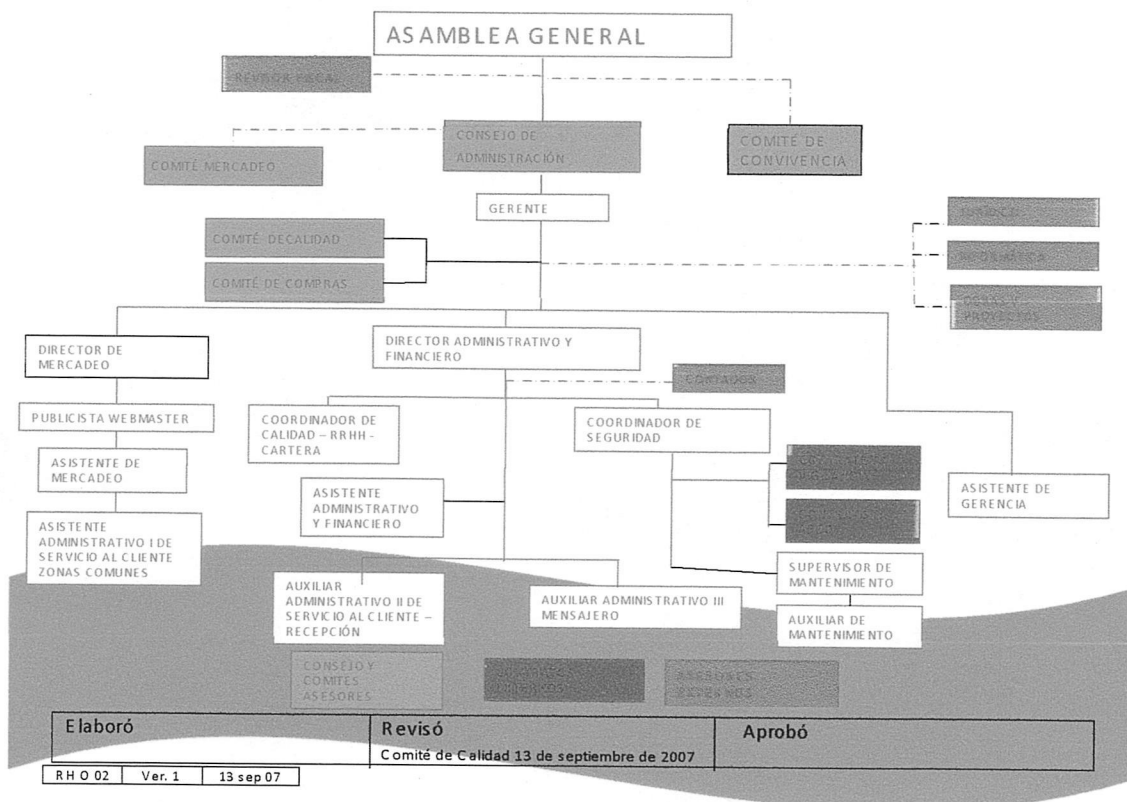 ASAMBLEA GENERAL
REVISOR FISCAL
CONSEJO DE
ADMINISTRACIÓN
COMITÉ DE
CONVIVENCIA
COMITÉ MERCADEO
GERENTE
JURÍDICO
COMITÉ DECALIDAD
INFORMÁTICA
COMITÉ DE COMPRAS
PROYECTOS
DIRECTOR DE
MERCADEO
DIRECTOR ADMINISTRATIVO Y
FINANCIERO
CONTADOR
PUBLICISTA WEBMASTER
COORDINADOR DE
CALIDAD – RRHH -
CARTERA
COORDINADOR DE
SEGURIDAD
ASISTENTE DE
MERCADEO
ASISTENTE
ADMINISTRATIVO
Y FINANCIERO
ASISTENTE DE
GERENCIA
ASISTENTE
ADMINISTRATIVO I DE
SERVICIO AL CLIENTE
ZONAS COMUNES
SUPERVISOR DE
MANTENIMIENTO
AUXILIAR
ADMINISTRATIVO II DE
SERVICIO AL CLIENTE –
RECEPCIÓN
AUXILIAR ADMINISTRATIVO III
MENSAJERO
AUXILIAR DE
MANTENIMIENTO
CONSEJO Y
COMITES
ASESORES
ASESORES
EXTERNOS
Elaboró
Revisó
Comité de Calidad 13 de septiembre de 2007
Aprobó
RHO 02 Ver. 1 13 sep 07